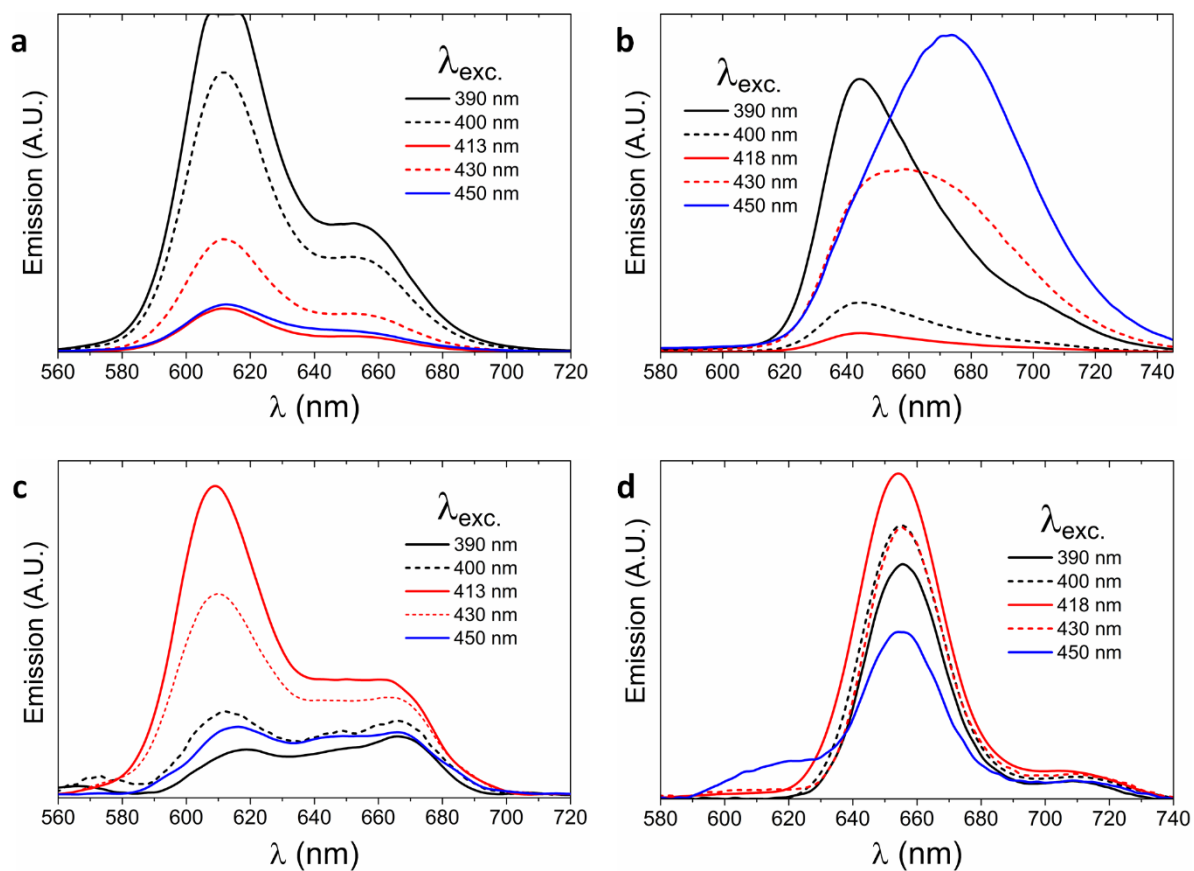 a
Emission (A.U.)
λexc.
390 nm
400 nm
413 nm
430 nm
450 nm
560 580 600 620 640 660 680 700 720
λ (nm)
b
Emission (A.U.)
λexc.
390 nm
400 nm
418 nm
430 nm
450 nm
580 600 620 640 660 680 700 720 740
λ (nm)
c
Emission (A.U.)
λexc.
390 nm
400 nm
413 nm
430 nm
450 nm
560 580 600 620 640 660 680 700 720
λ (nm)
d
Emission (A.U.)
λexc.
390 nm
400 nm
418 nm
430 nm
450 nm
580 600 620 640 660 680 700 720 740
λ (nm)